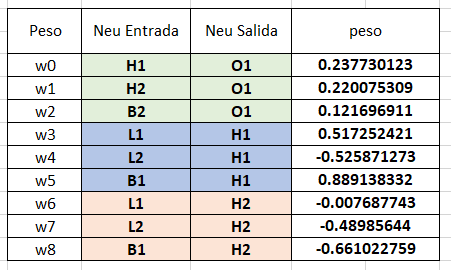 Peso Neu Entrada Neu Salida peso
w0 H1 O1 0.237730123
w1 H2 O1 0.220075309
w2 B2 O1 0.121696911
w3 L1 H1 0.517252421
w4 L2 H1 -0.525871273
w5 B1 H1 0.889138332
w6 L1 H2 -0.007687743
w7 L2 H2 -0.48985644
w8 B1 H2 -0.661022759